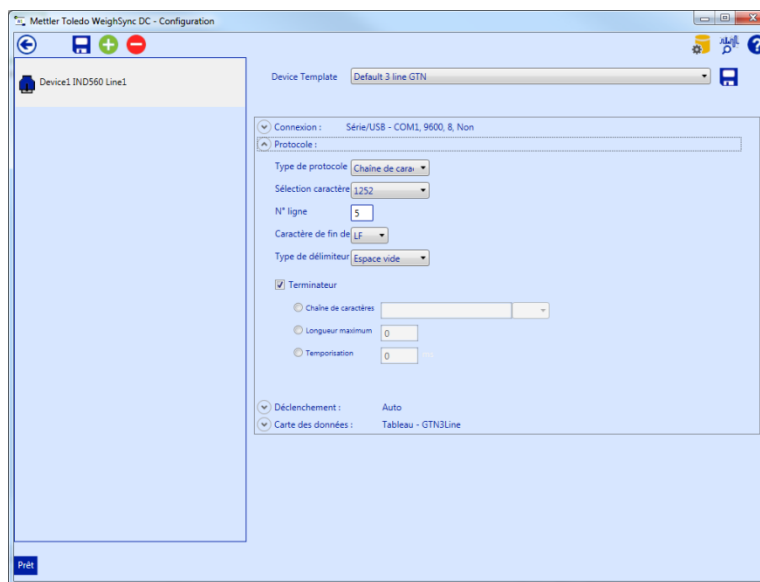 Mettler Toledo WeighSync DC - Configuration
Device1 IND560 Line1
Device Template Default 3 line GTN
Connexion : Série/USB - COM1, 9600, 8, Non
Protocole :
Type de protocole Chaîne de cara
Sélection caractère 1252
N° ligne 5
Caractère de fin de LF
Type de délimiteur Espace vide
Terminateur
Chaîne de caractères
Longueur maximum 0
Temporisation 0
Déclenchement : Auto
Carte des données : Tableau - GTN3Line
Prêt